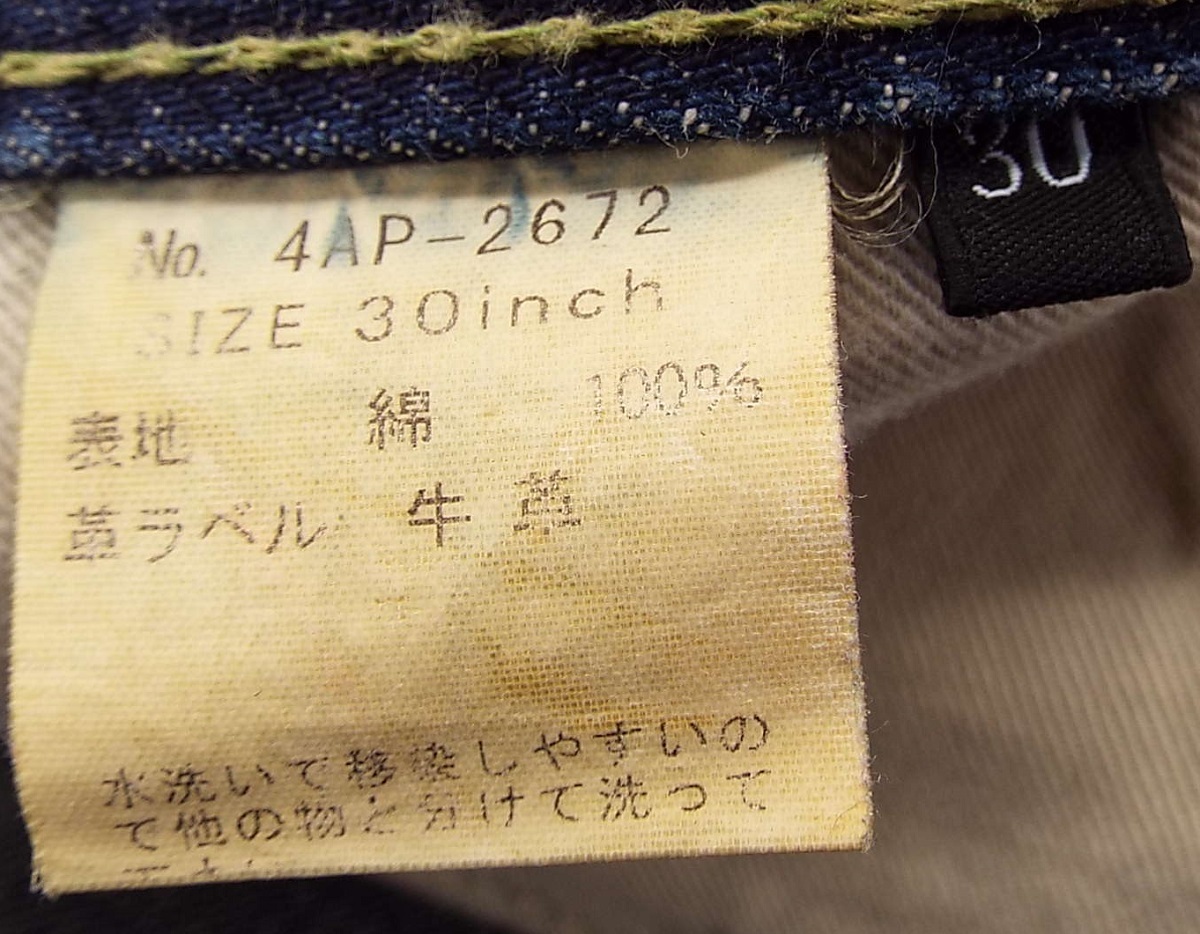 No. 4AP-2672
30
SIZE 30inch
表地 綿 100%
革ラベル 牛革
水洗いで移染しやすいの
で他の物と分けて洗って